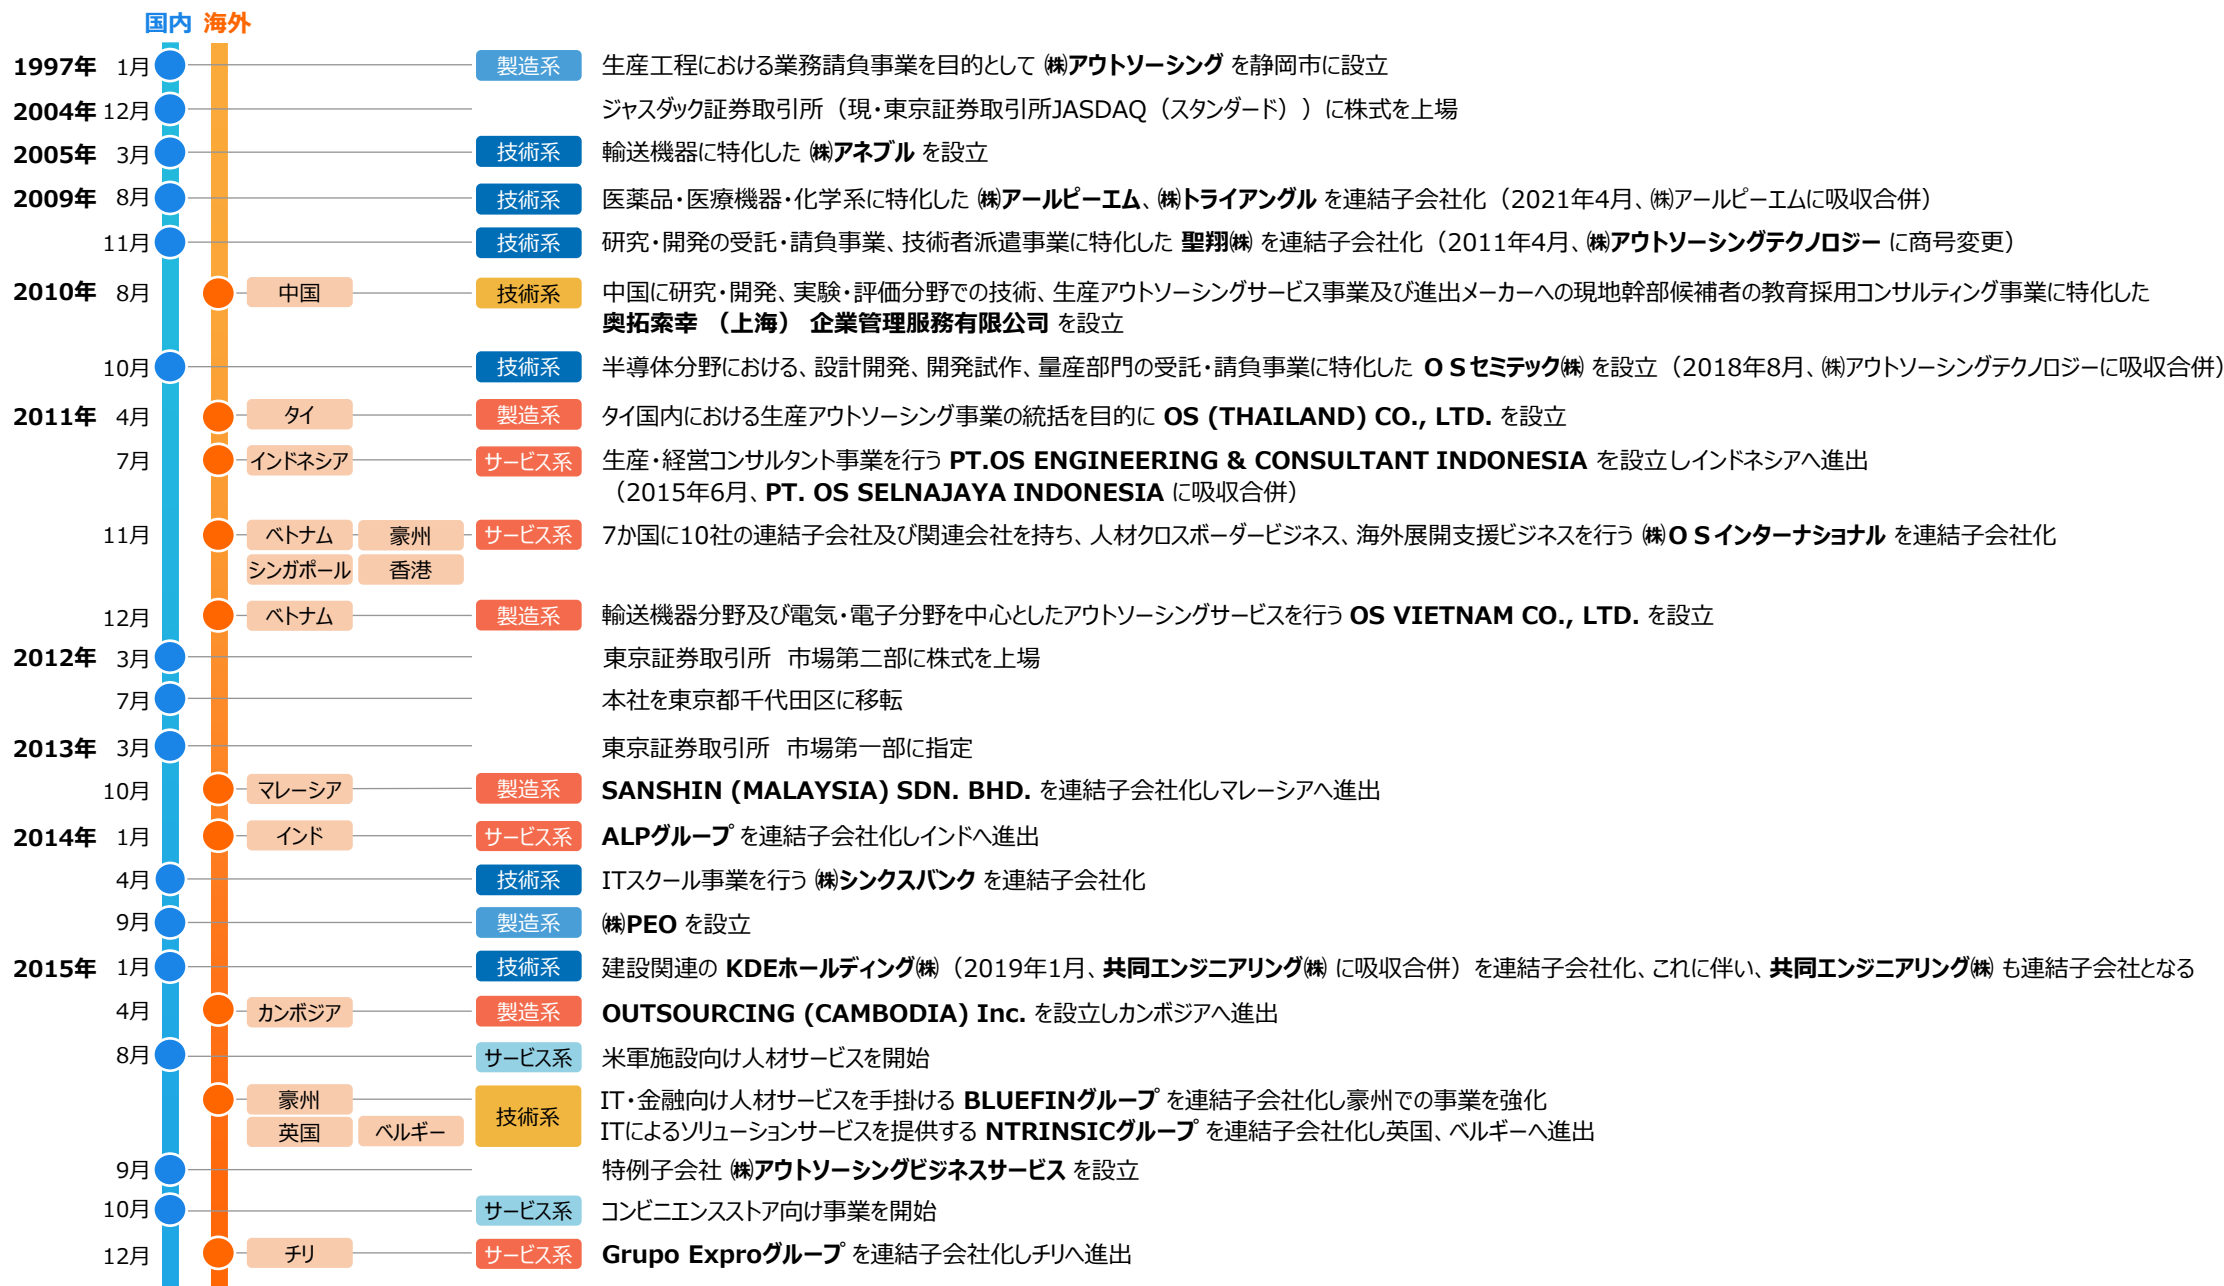 国内 海外
1997年 1月 製造系 生産工程における業務請負事業を目的として ㈱アウトソーシング を静岡市に設立
2004年 12月 ジャスダック証券取引所（現・東京証券取引所JASDAQ（スタンダード））に株式を上場
2005年 3月 技術系 輸送機器に特化した ㈱アネブル を設立
2009年 8月 技術系 医薬品・医療機器・化学系に特化した ㈱アールピーエム、㈱トライアングル を連結子会社化（2021年4月、㈱アールピーエムに吸収合併）
11月 技術系 研究・開発の受託・請負事業、技術者派遣事業に特化した 聖翔㈱ を連結子会社化（2011年4月、㈱アウトソーシングテクノロジー に商号変更）
2010年 8月 中国 技術系 中国に研究・開発、実験・評価分野での技術、生産アウトソーシングサービス事業及び進出メーカーへの現地幹部候補者の教育採用コンサルティング事業に特化した
奥拓索幸 （上海） 企業管理服務有限公司 を設立
10月 技術系 半導体分野における、設計開発、開発試作、量産部門の受託・請負事業に特化した ＯＳセミテック㈱ を設立（2018年8月、㈱アウトソーシングテクノロジーに吸収合併）
2011年 4月 タイ 製造系 タイ国内における生産アウトソーシング事業の統括を目的に OS (THAILAND) CO., LTD. を設立
7月 インドネシア サービス系 生産・経営コンサルタント事業を行う PT.OS ENGINEERING & CONSULTANT INDONESIA を設立しインドネシアへ進出
（2015年6月、PT. OS SELNAJAYA INDONESIA に吸収合併）
11月 ベトナム 豪州 サービス系 7か国に10社の連結子会社及び関連会社を持ち、人材クロスボーダービジネス、海外展開支援ビジネスを行う ㈱ＯＳインターナショナル を連結子会社化
シンガポール 香港
12月 ベトナム 製造系 輸送機器分野及び電気・電子分野を中心としたアウトソーシングサービスを行う OS VIETNAM CO., LTD. を設立
2012年 3月 東京証券取引所 市場第二部に株式を上場
7月 本社を東京都千代田区に移転
2013年 3月 東京証券取引所 市場第一部に指定
10月 マレーシア 製造系 SANSHIN (MALAYSIA) SDN. BHD. を連結子会社化しマレーシアへ進出
2014年 1月 インド サービス系 ALPグループ を連結子会社化しインドへ進出
4月 技術系 ITスクール事業を行う ㈱シンクスバンク を連結子会社化
9月 製造系 ㈱PEO を設立
2015年 1月 技術系 建設関連の KDEホールディング㈱（2019年1月、共同エンジニアリング㈱ に吸収合併）を連結子会社化、これに伴い、共同エンジニアリング㈱ も連結子会社となる
4月 カンボジア 製造系 OUTSOURCING (CAMBODIA) Inc. を設立しカンボジアへ進出
8月 サービス系 米軍施設向け人材サービスを開始
豪州 技術系 IT・金融向け人材サービスを手掛ける BLUEFINグループ を連結子会社化し豪州での事業を強化
英国 ベルギー ITによるソリューションサービスを提供する NTRINSICグループ を連結子会社化し英国、ベルギーへ進出
9月 特例子会社 ㈱アウトソーシングビジネスサービス を設立
10月 サービス系 コンビニエンスストア向け事業を開始
12月 チリ サービス系 Grupo Exproグループ を連結子会社化しチリへ進出